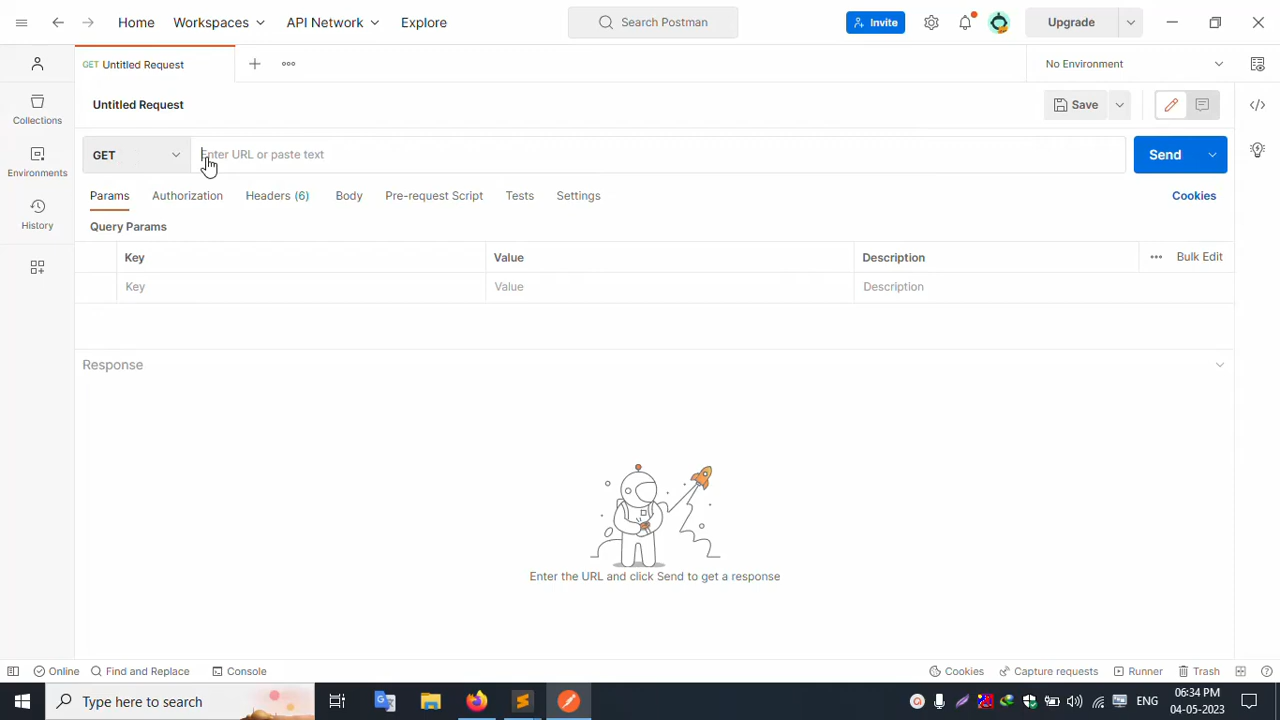 Home Workspaces API Network Explore Search Postman Invite Upgrade
GET Untitled Request No Environment
Untitled Request Save
Collections
GET Enter URL or paste text Send
Environments
Params Authorization Headers (6) Body Pre-request Script Tests Settings Cookies
History
Query Params
Key Value Description Bulk Edit
Key Value Description
Response
Enter the URL and click Send to get a response
Online Find and Replace Console Cookies Capture requests Runner Trash
Type here to search ENG 06:34 PM
04-05-2023